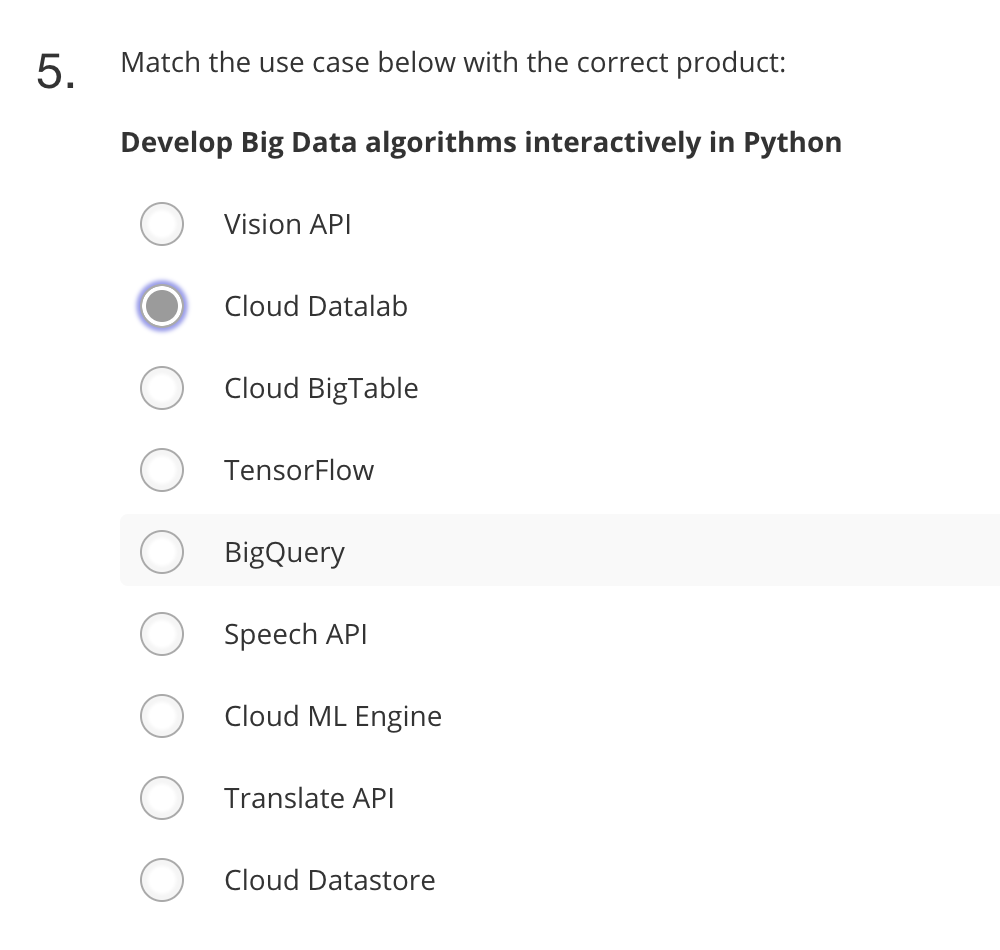 5. Match the use case below with the correct product:
Develop Big Data algorithms interactively in Python
Vision API
Cloud Datalab
Cloud BigTable
TensorFlow
BigQuery
Speech API
Cloud ML Engine
Translate API
Cloud Datastore